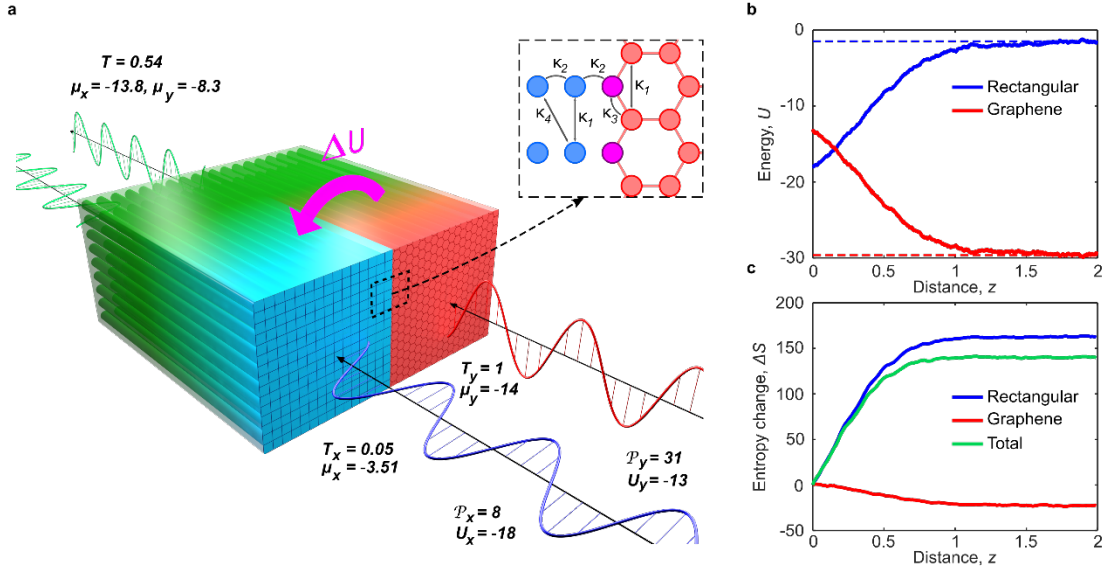 a
T = 0.54
μx = -13.8, μy = -8.3
ΔU
κ2
κ2
κ4
κ1
κ3
κ1
Ty = 1
μy = -14
Tx = 0.05
μx = -3.51
𝒫y = 31
Uy = -13
𝒫x = 8
Ux = -18
b
Energy, U
0
-10
-20
-30
Rectangular
Graphene
0
0.5
1
1.5
2
Distance, z
c
Entropy change, ΔS
200
150
100
50
0
-50
Rectangular
Graphene
Total
0
0.5
1
1.5
2
Distance, z